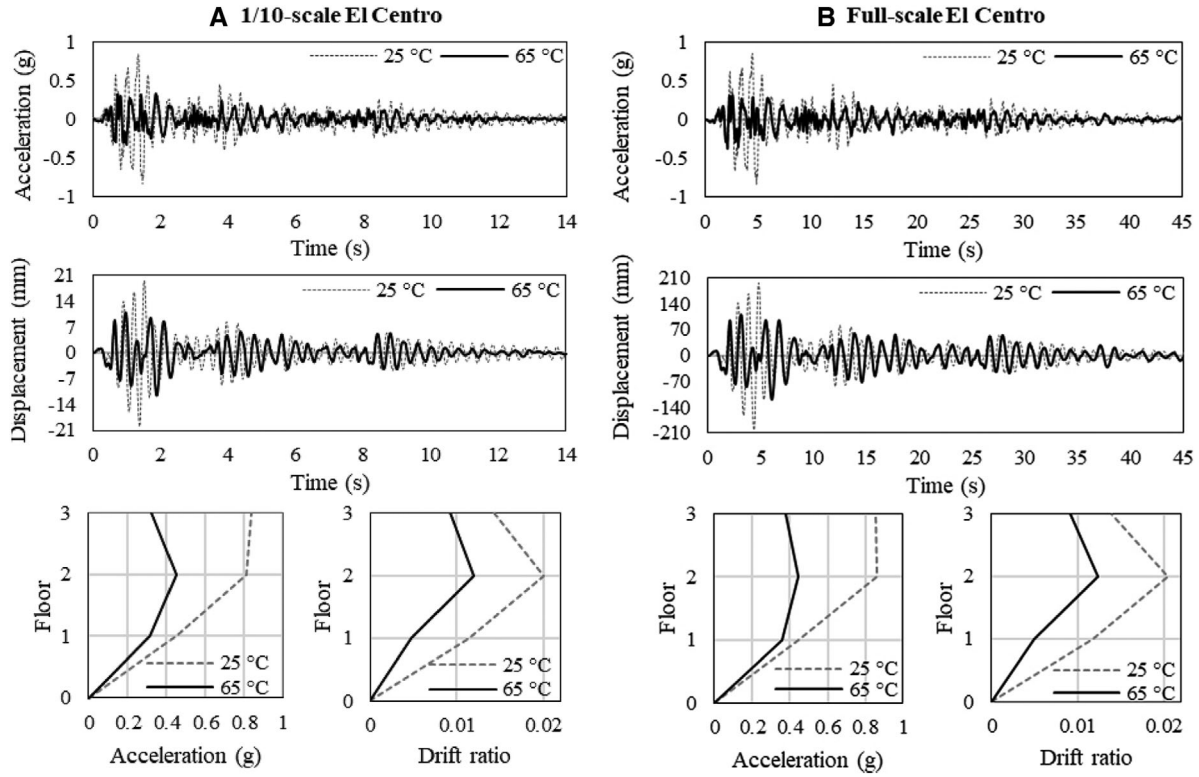 A 1/10-scale El Centro
Acceleration (g)
1
0.5
0
-0.5
-1
25 °C 65 °C
0 2 4 6 8 10 12 14
Time (s)
Displacement (mm)
21
14
7
0
-7
-14
-21
25 °C 65 °C
0 2 4 6 8 10 12 14
Time (s)
Floor
3
2
1
0
25 °C
65 °C
0 0.2 0.4 0.6 0.8 1
Acceleration (g)
Floor
3
2
1
0
25 °C
65 °C
0 0.01 0.02
Drift ratio
B Full-scale El Centro
Acceleration (g)
1
0.5
0
-0.5
-1
25 °C 65 °C
0 5 10 15 20 25 30 35 40 45
Time (s)
Displacement (mm)
210
140
70
0
-70
-140
-210
25 °C 65 °C
0 5 10 15 20 25 30 35 40 45
Time (s)
Floor
3
2
1
0
25 °C
65 °C
0 0.2 0.4 0.6 0.8 1
Acceleration (g)
Floor
3
2
1
0
25 °C
65 °C
0 0.01 0.02
Drift ratio